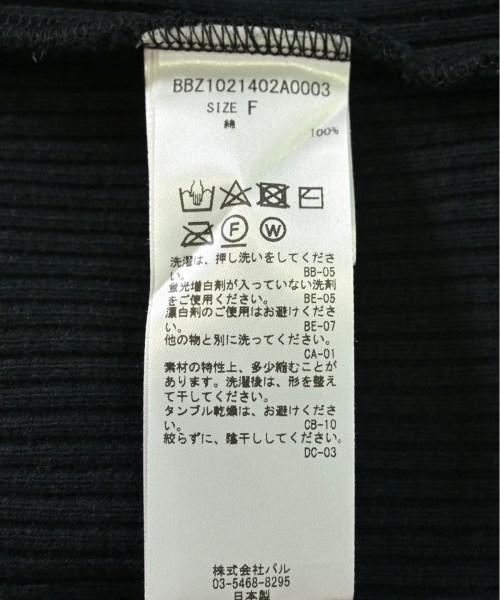 BBZ1021402A0003
SIZE F
綿
100%
F W
洗濯は、押し洗いをしてくださ
い。 BB-05
蛍光増白剤が入っていない洗剤
をご使用ください。 BE-05
漂白剤のご使用はお避けくださ
い。 BE-07
他の物と別に洗ってください。
CA-01
素材の特性上、多少縮むことが
あります。洗濯後は、形を整え
て干してください。
タンブル乾燥は、お避けくださ
い。 CB-10
絞らずに、陰干ししてください。
DC-03
株式会社パル
03-5468-8295
日本製